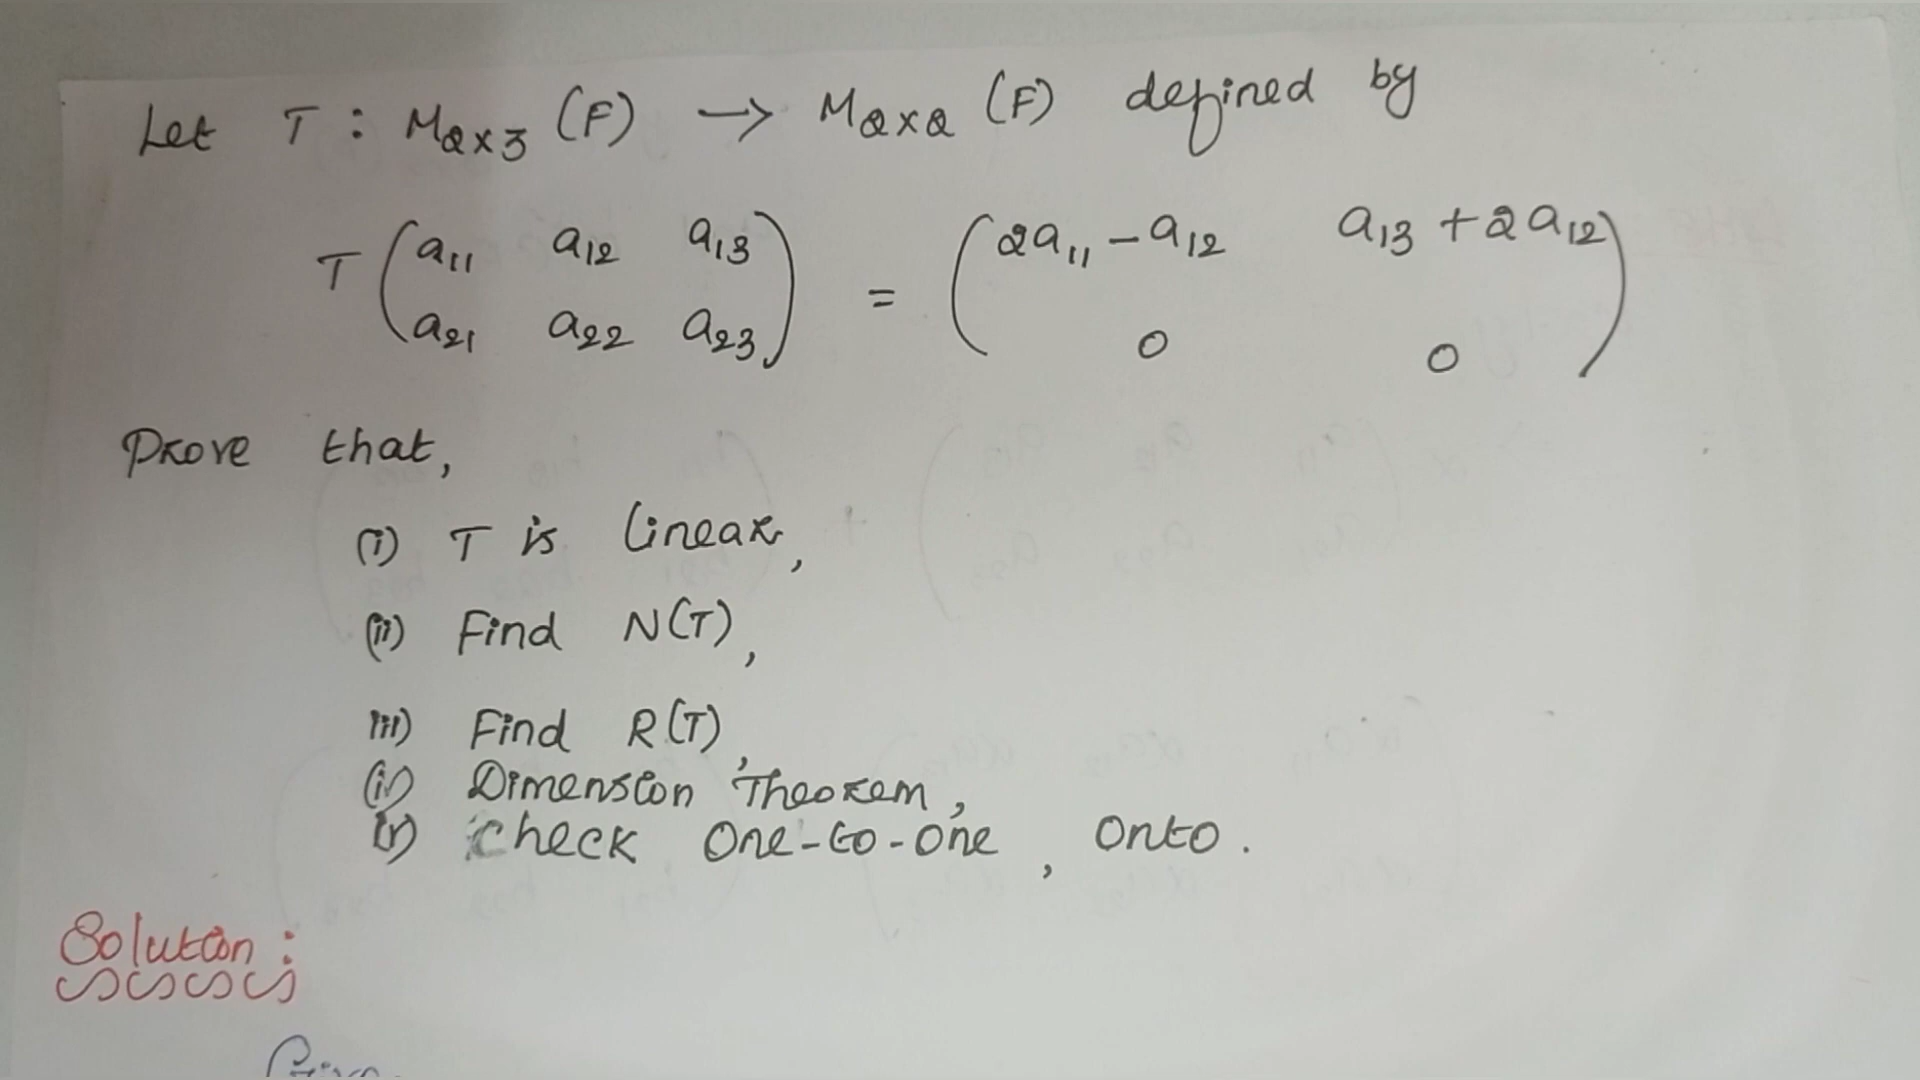 Let T : M2x3 (F) → M2x2 (F) defined by
T ( a11 a12 a13 = ( 2a11 - a12 a13 + 2a12 )
a21 a22 a23 ) 0 0
Prove that,
(i) T is linear,
(ii) Find N(T),
iii) Find R(T),
(iv) Dimension Theorem,
(v) Check One-to-one, Onto.
Solution :